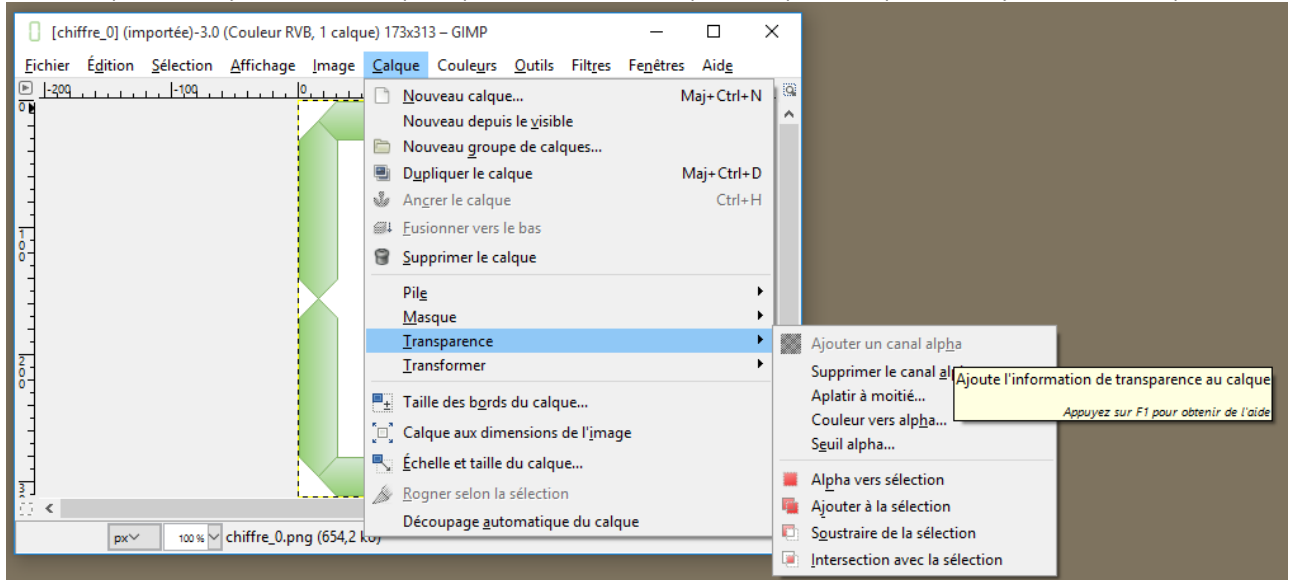 [chiffre_0] (importée)-3.0 (Couleur RVB, 1 calque) 173x313 – GIMP
Fichier Édition Sélection Affichage Image Calque Couleurs Outils Filtres Fenêtres Aide
-200 -100 0
0
100
200
3
Nouveau calque... Maj+Ctrl+N
Nouveau depuis le visible
Nouveau groupe de calques...
Dupliquer le calque Maj+Ctrl+D
Ancrer le calque Ctrl+H
Fusionner vers le bas
Supprimer le calque
Pile
Masque
Transparence
Transformer
Taille des bords du calque...
Calque aux dimensions de l'image
Échelle et taille du calque...
Rogner selon la sélection
Découpage automatique du calque
Ajouter un canal alpha
Supprimer le canal
Ajoute l'information de transparence au calque
Appuyez sur F1 pour obtenir de l'aide
Aplatir à moitié...
Couleur vers alpha...
Seuil alpha...
Alpha vers sélection
Ajouter à la sélection
Soustraire de la sélection
Intersection avec la sélection
px 100 % chiffre_0.png (654,2